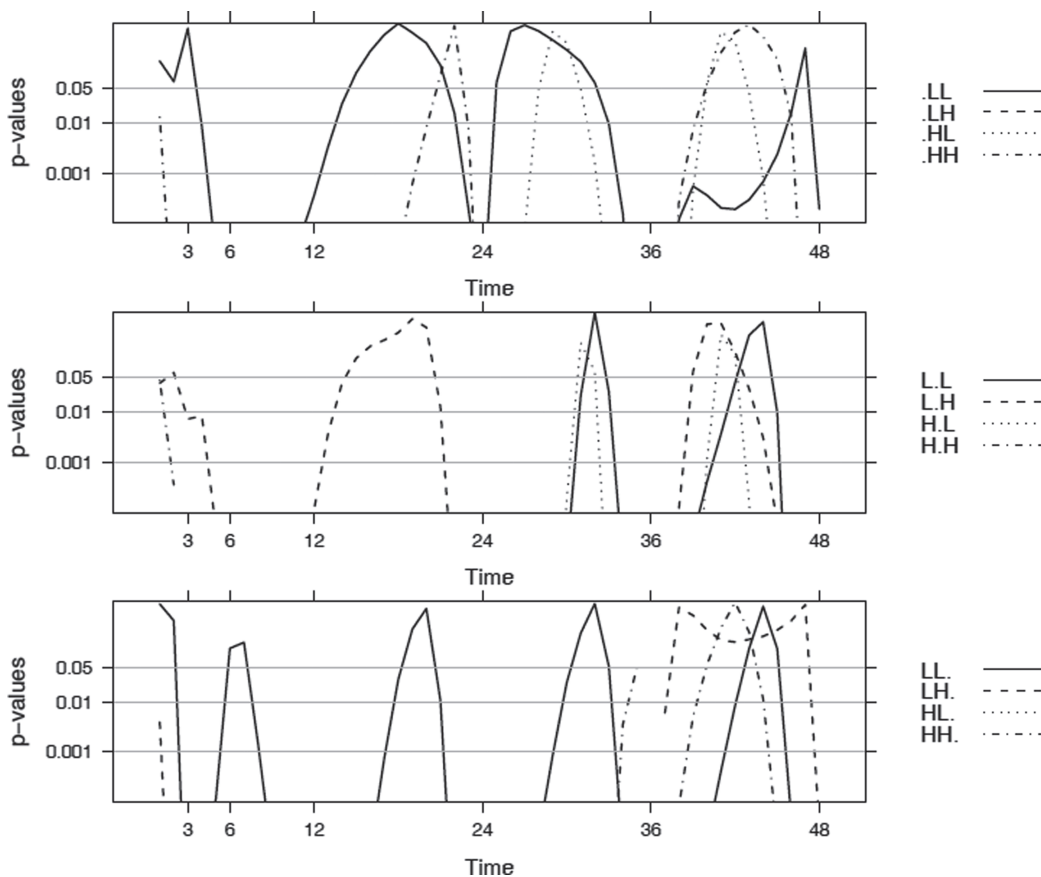 p−values
0.05
0.01
0.001
3 6 12 24 36 48
Time
.LL
.LH
.HL
.HH
p−values
0.05
0.01
0.001
3 6 12 24 36 48
Time
L.L
L.H
H.L
H.H
p−values
0.05
0.01
0.001
3 6 12 24 36 48
Time
LL.
LH.
HL.
HH.